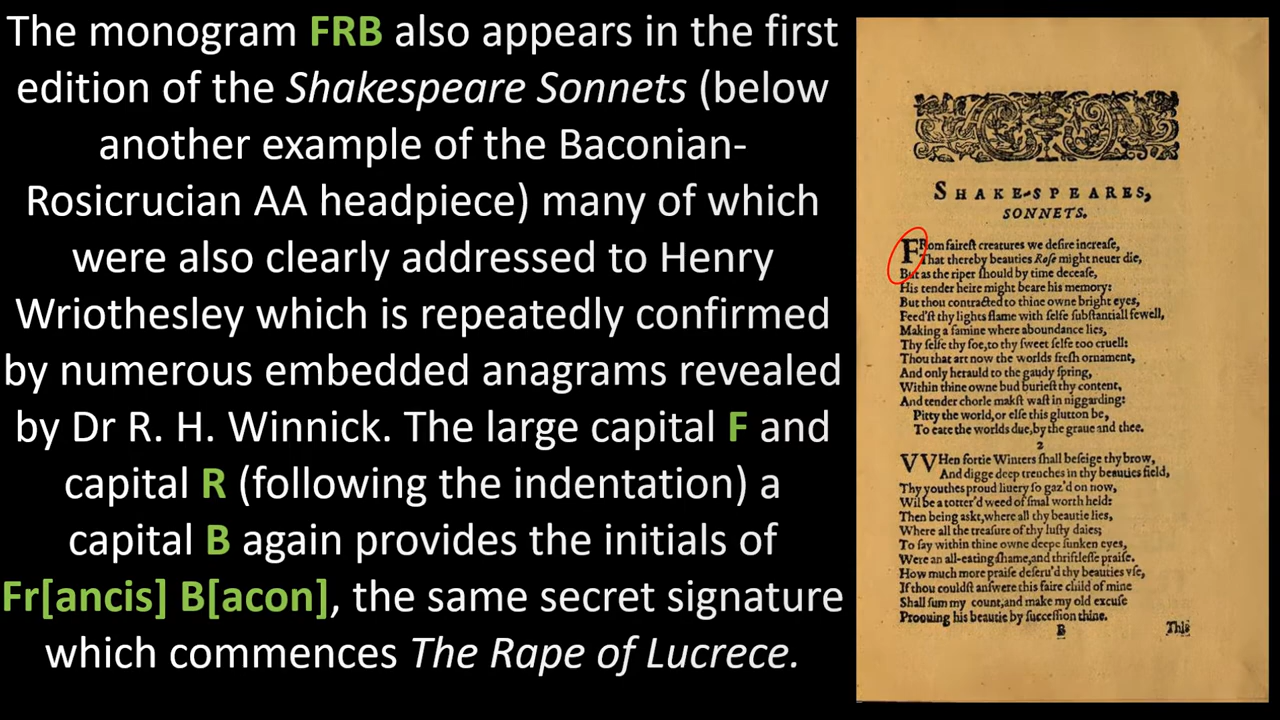 The monogram FRB also appears in the first
edition of the Shakespeare Sonnets (below
another example of the Baconian-
Rosicrucian AA headpiece) many of which
were also clearly addressed to Henry
Wriothesley which is repeatedly confirmed
by numerous embedded anagrams revealed
by Dr R. H. Winnick. The large capital F and
capital R (following the indentation) a
capital B again provides the initials of
Fr[ancis] B[acon], the same secret signature
which commences The Rape of Lucrece.
SHAKE-SPEARES,
SONNETS.
FRom faireſt creatures we deſire increaſe,
That thereby beauties Roſe might neuer die,
But as the riper ſhould by time deceaſe,
His tender heire might beare his memory:
But thou contracted to thine owne bright eyes,
Feed'ſt thy lights flame with ſelfe ſubſtantiall fewell,
Making a famine where aboundance lies,
Thy ſelfe thy foe,to thy ſweet ſelfe too cruell:
Thou that art now the worlds freſh ornament,
And only herauld to the gaudy ſpring,
Within thine owne bud burieſt thy content,
And tender chorle makſt waſt in niggarding:
Pitty the world,or elſe this glutton be,
To eate the worlds due,by the graue and thee.
2
VVHen fortie Winters ſhall beſeige thy brow,
And digge deep trenches in thy beauties field,
Thy youthes proud liuery ſo gaz'd on now,
Wil be a totter'd weed of ſmal worth held:
Then being askt,where all thy beautie lies,
Where all the treaſure of thy luſty daies;
To ſay within thine owne deepe ſunken eyes,
Were an all-eating ſhame,and thriftleſſe praiſe.
How much more praiſe deſeru'd thy beauties vſe,
If thou couldſt anſwere this faire child of mine
Shall ſum my count,and make my old excuſe
Proouing his beautie by ſucceſſion thine.
B This